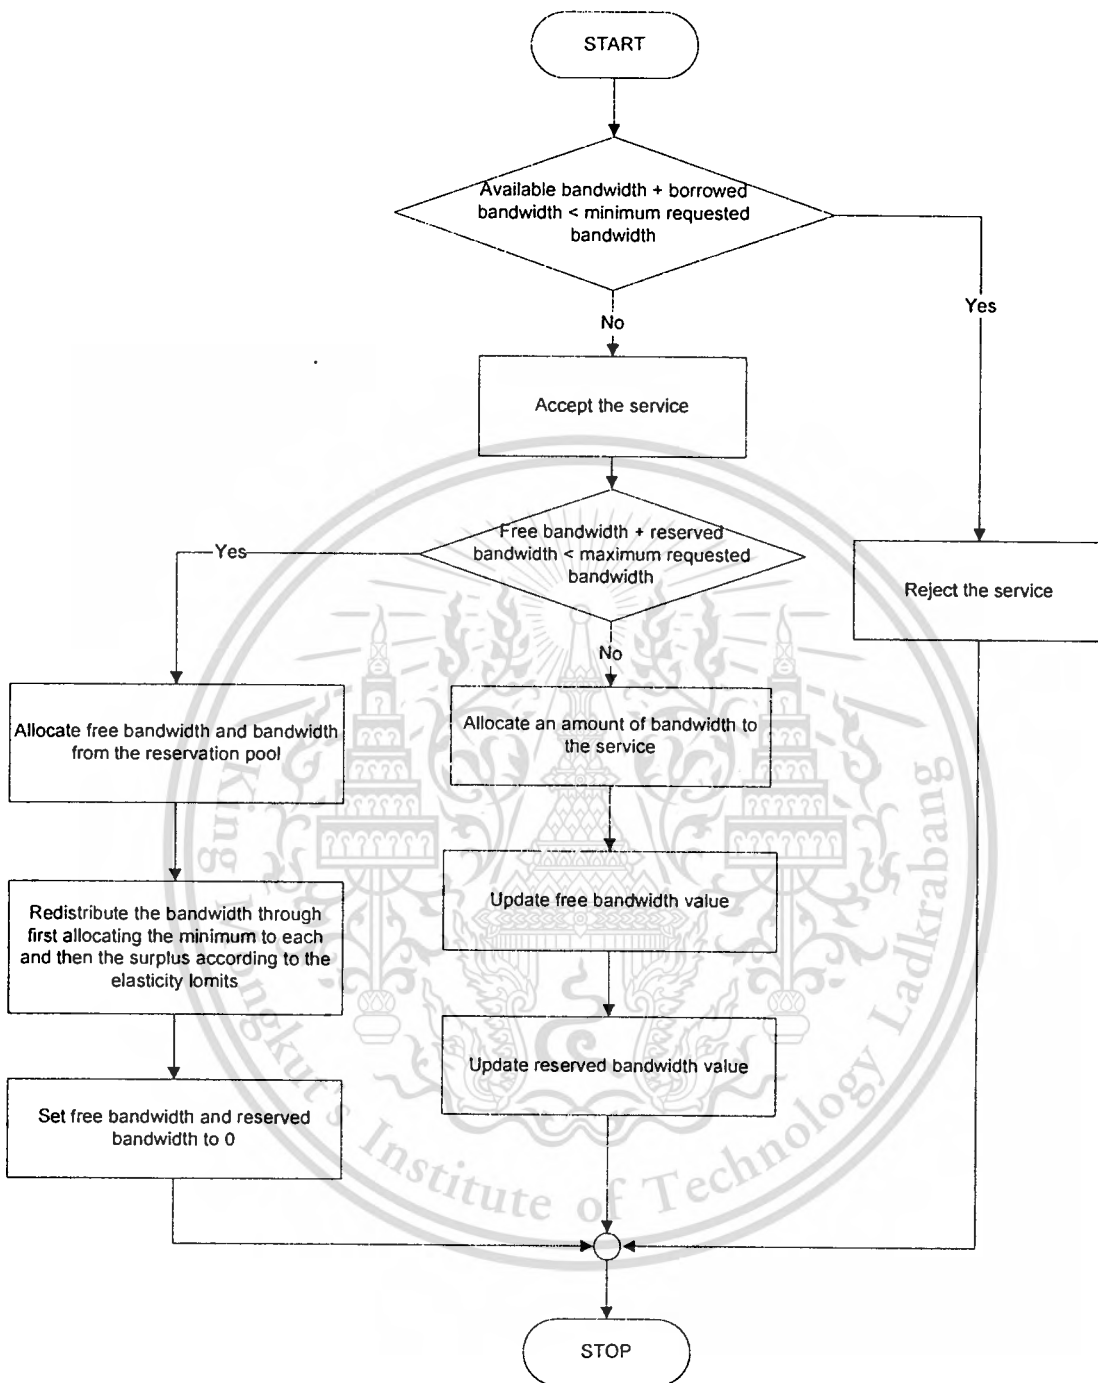 START
Available bandwidth + borrowed
bandwidth < minimum requested
bandwidth
Yes
No
Accept the service
Free bandwidth + reserved
bandwidth < maximum requested
bandwidth
Yes
Reject the service
No
Allocate free bandwidth and bandwidth
from the reservation pool
Allocate an amount of bandwidth to
the service
Redistribute the bandwidth through
first allocating the minimum to each
and then the surplus according to the
elasticity lomits
Update free bandwidth value
Update reserved bandwidth value
Set free bandwidth and reserved
bandwidth to 0
STOP
King Mongkut's Institute of Technology Ladkrabang